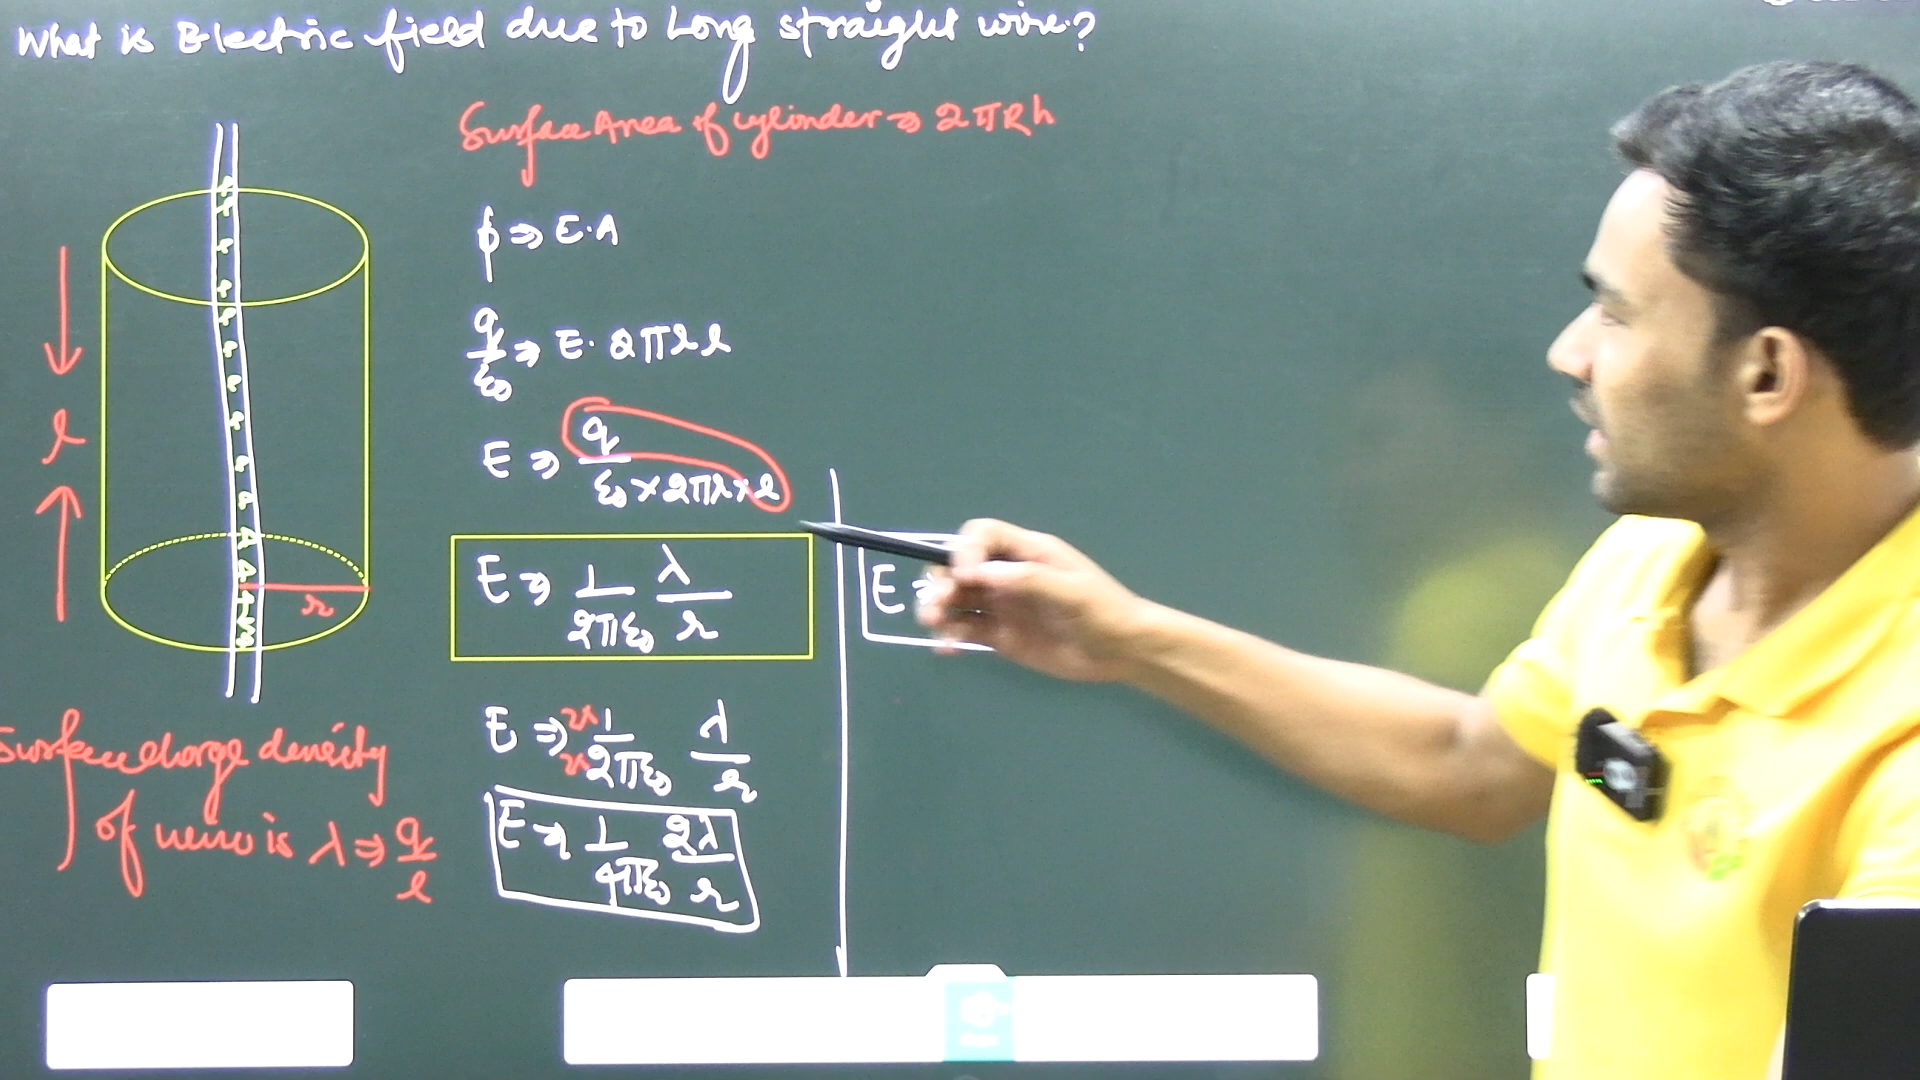 What is Electric field due to Long straight wire?
Surface Area of cylinder ⇒ 2πRh
ϕ ⇒ E·A
q/ε₀ ⇒ E· 2πrl
E ⇒ q/ε₀×2πr×l
E ⇒ 1/2πε₀ λ/r
E ⇒
E ⇒ 2×1/2×2πε₀ λ/r
E ⇒ 1/4πε₀ 2λ/r
l
r
+ve
Surface charge density
of is λ ⇒ q/l